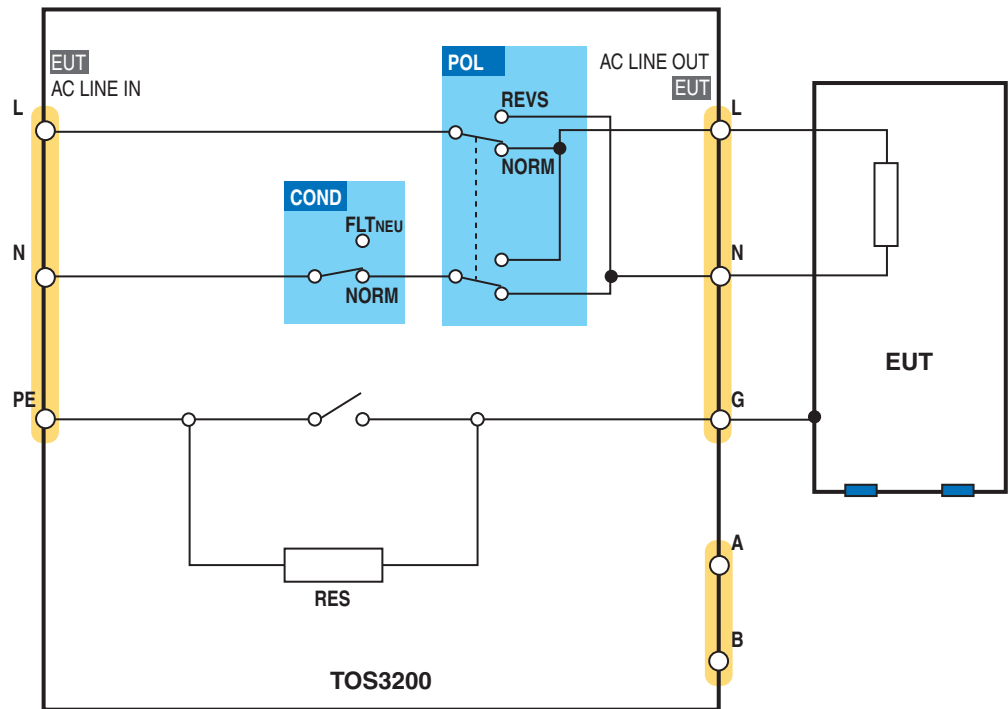 EUT
AC LINE IN
POL
AC LINE OUT
EUT
L
REVS
L
NORM
COND
FLTNEU
N
NORM
N
EUT
PE
G
A
RES
B
TOS3200